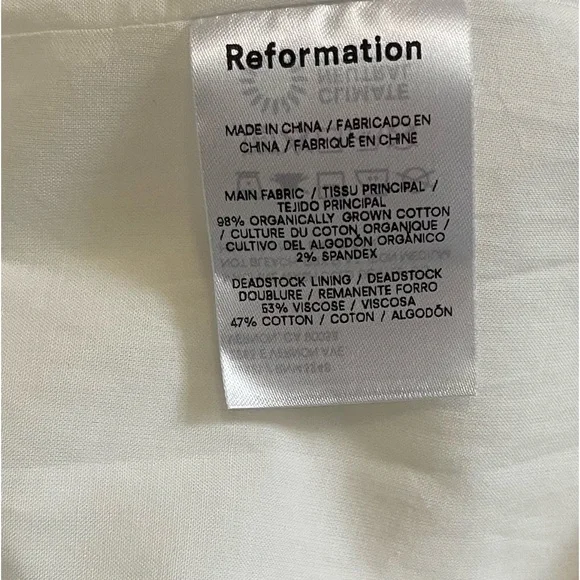 Reformation
MADE IN CHINA / FABRICADO EN
CHINA / FABRIQUÉ EN CHINE
MAIN FABRIC / TISSU PRINCIPAL /
TEJIDO PRINCIPAL
98% ORGANICALLY GROWN COTTON
/ CULTURE DU COTON ORGANIQUE /
CULTIVO DEL ALGODÓN ORGÁNICO
2% SPANDEX
DEADSTOCK LINING / DEADSTOCK
DOUBLURE / REMANENTE FORRO
53% VISCOSE / VISCOSA
47% COTTON / COTON / ALGODÓN
CLIMATE
NEUTRAL